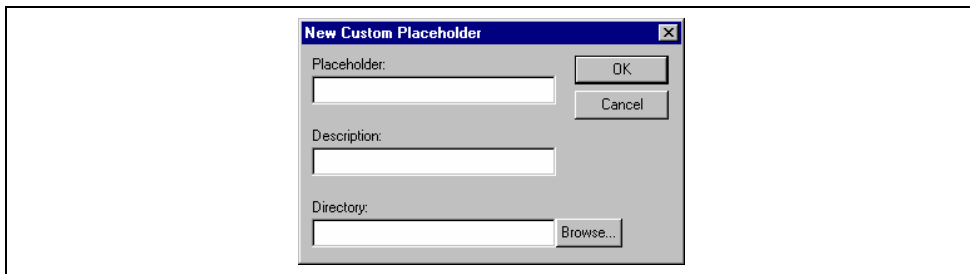 New Custom Placeholder
Placeholder:
OK
Cancel
Description:
Directory:
Browse...